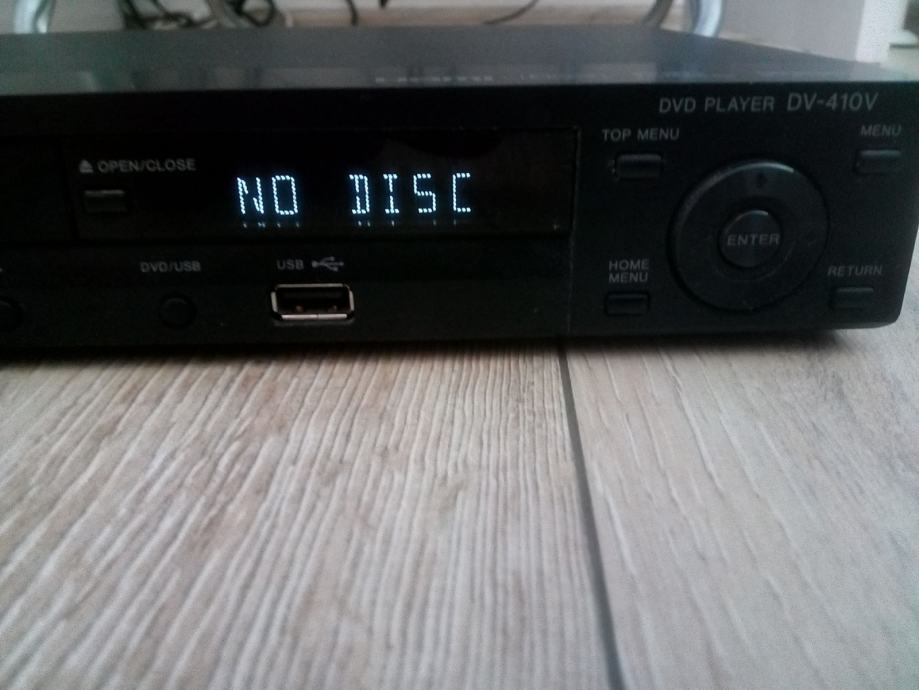 DVD PLAYER DV-410V
TOP MENU
MENU
OPEN/CLOSE
NO DISC
ENTER
DVD/USB
USB
HOME
MENU
RETURN